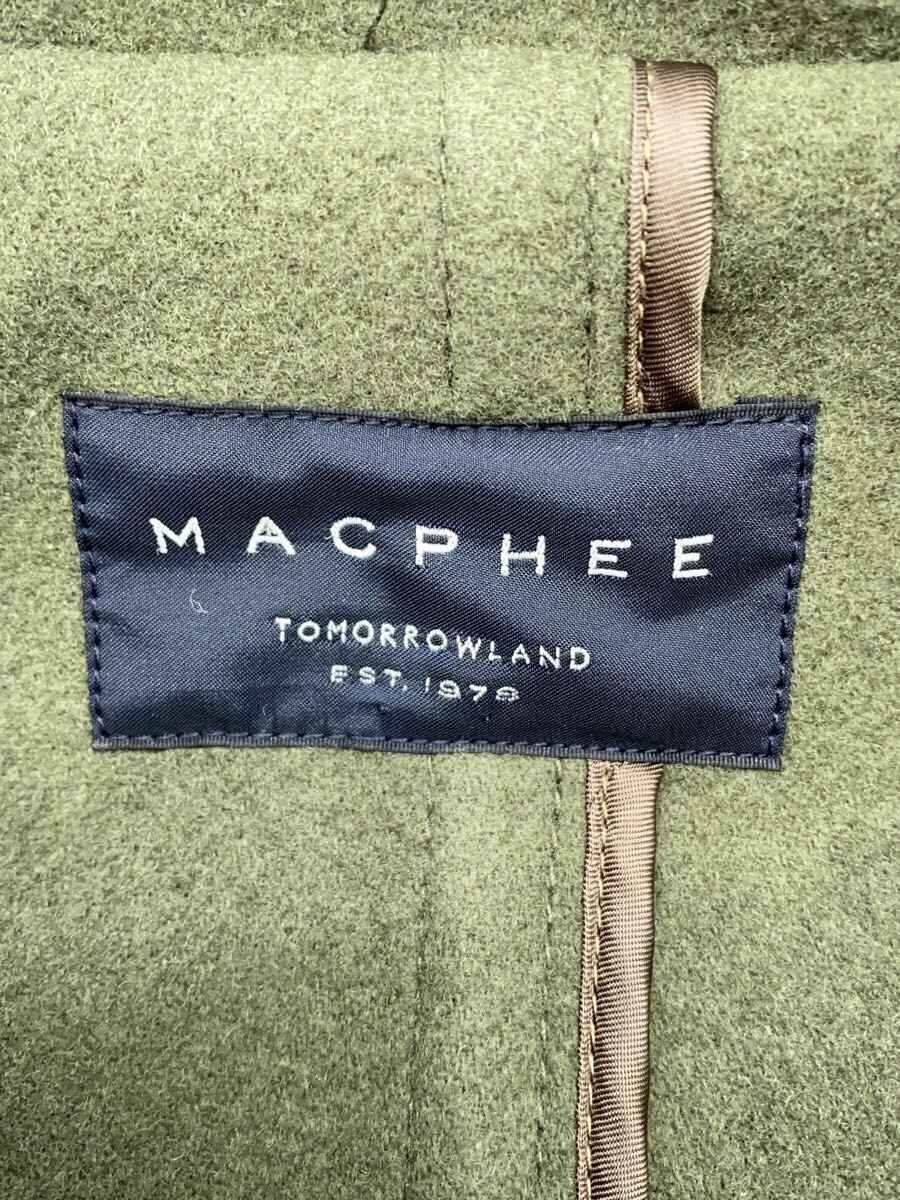 MACPHEE
TOMORROWLAND
EST. 1978